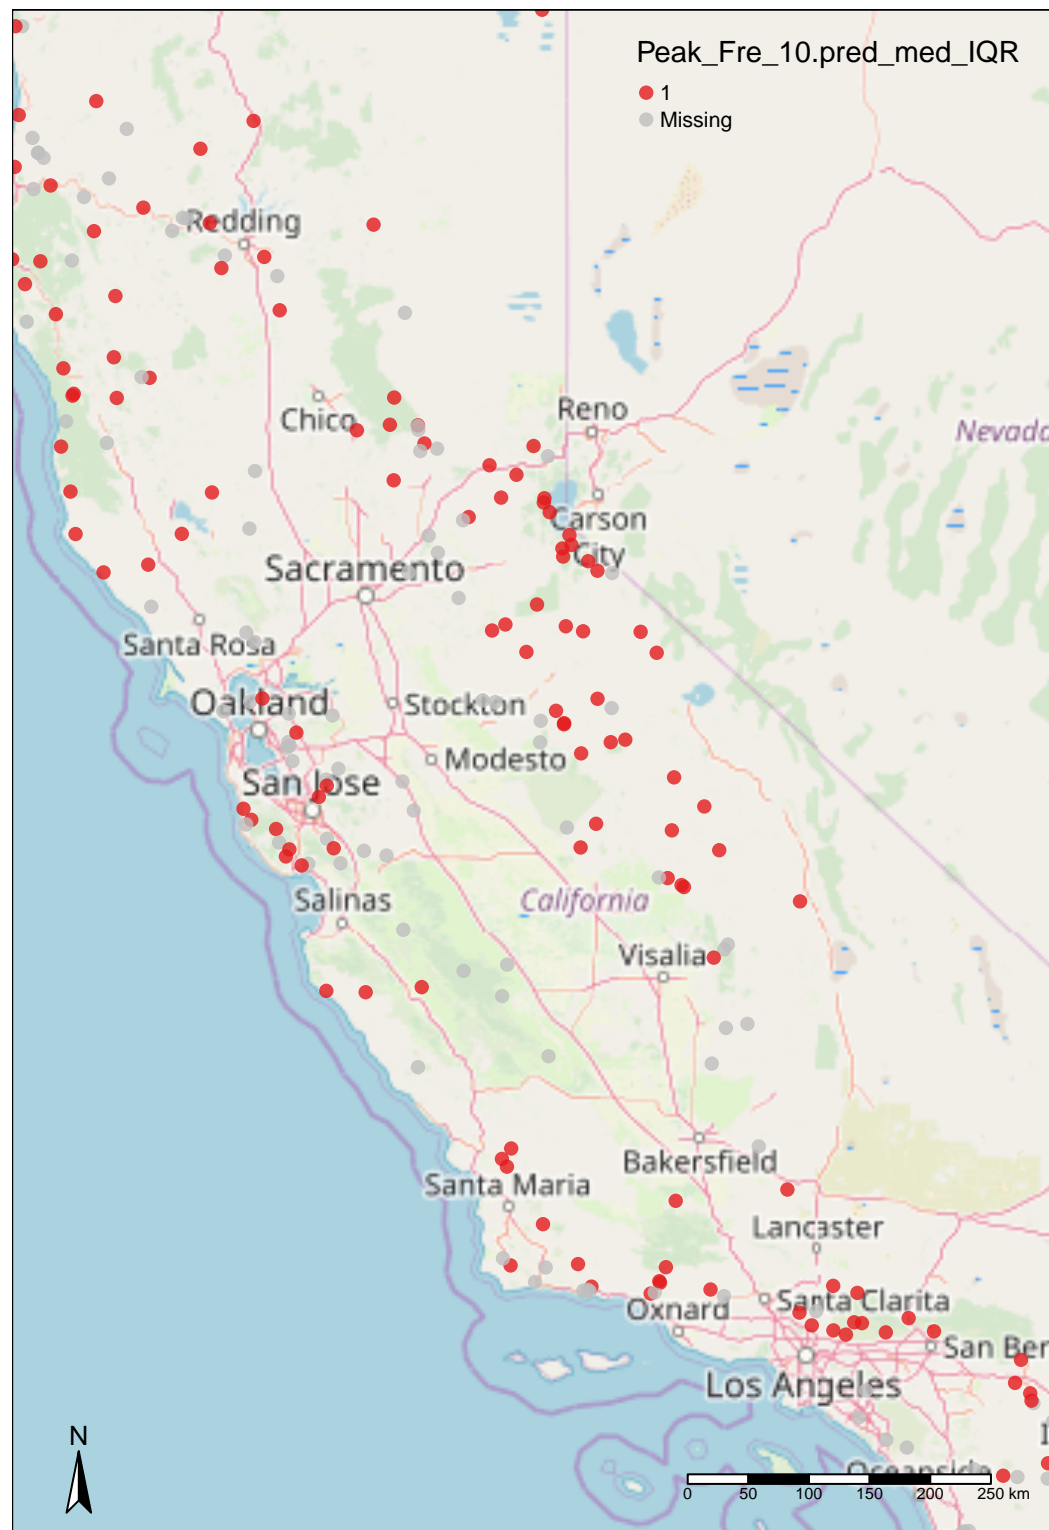 Peak_Fre_10.pred_med_IQR
1
Missing
Redding
Chico
Reno
Nevada
Carson
City
Sacramento
Santa Rosa
Oakland
Stockton
Modesto
San Jose
Salinas
California
Visalia
Bakersfield
Santa Maria
Lancaster
Santa Clarita
Oxnard
San Ber
Los Angeles
N
Oceanside
0 50 100 150 200 250 km